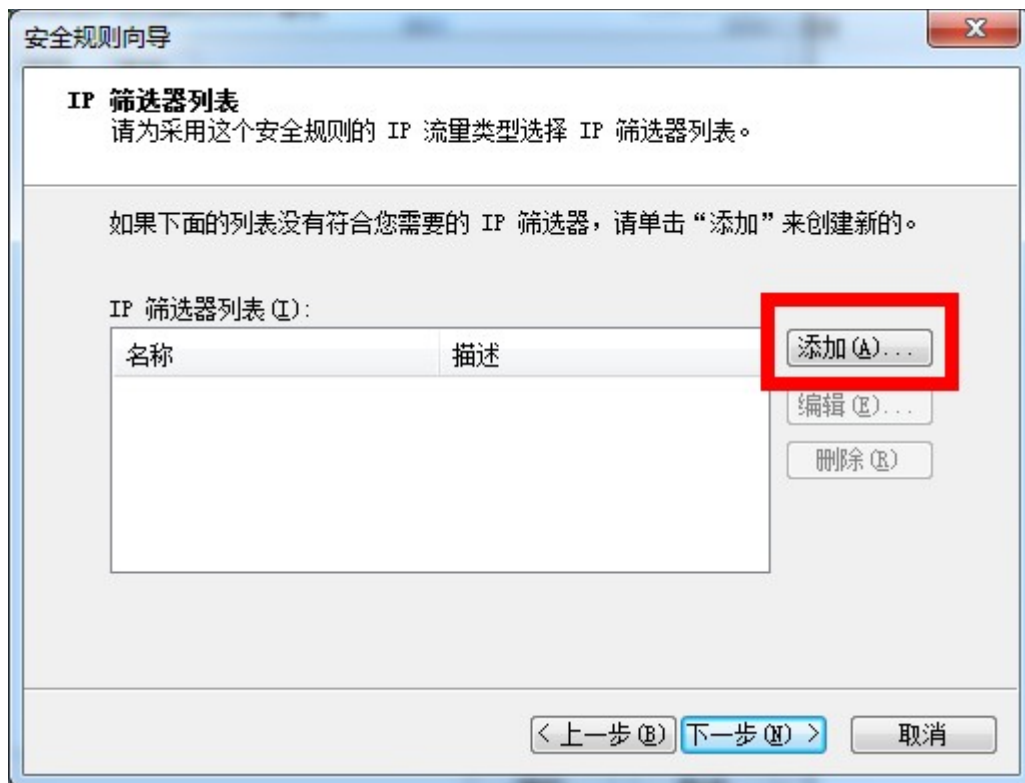 安全规则向导
IP 筛选器列表
请为采用这个安全规则的 IP 流量类型选择 IP 筛选器列表。
如果下面的列表没有符合您需要的 IP 筛选器，请单击“添加”来创建新的。
IP 筛选器列表(I):
名称 描述
添加(A)...
编辑(E)...
删除(R)
< 上一步(B) 下一步(N) > 取消